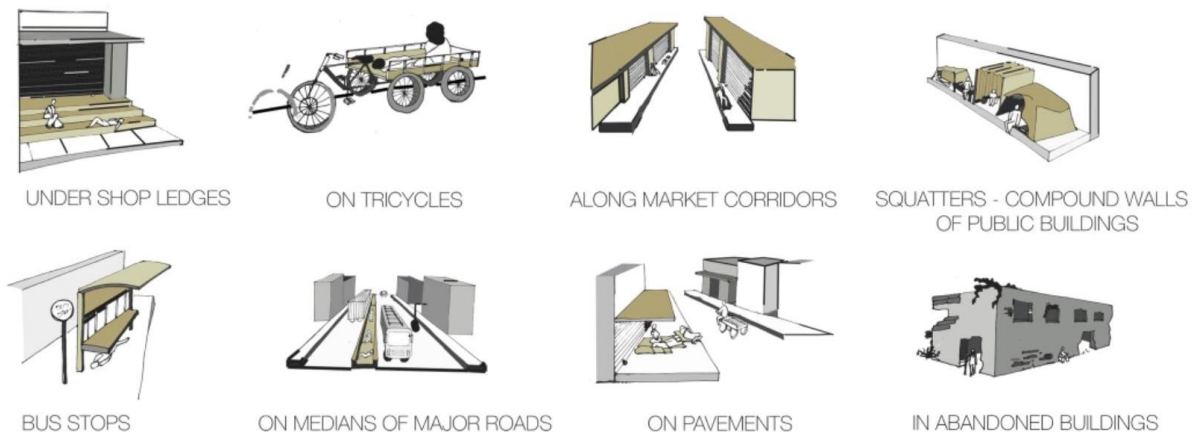 UNDER SHOP LEDGES
ON TRICYCLES
ALONG MARKET CORRIDORS
SQUATTERS - COMPOUND WALLS
OF PUBLIC BUILDINGS
BUS STOPS
ON MEDIANS OF MAJOR ROADS
ON PAVEMENTS
IN ABANDONED BUILDINGS